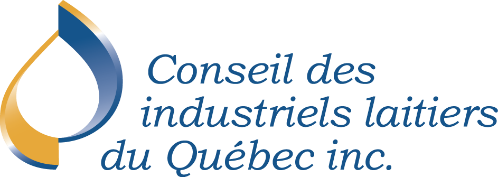 Conseil des
industriels laitiers
du Québec inc.